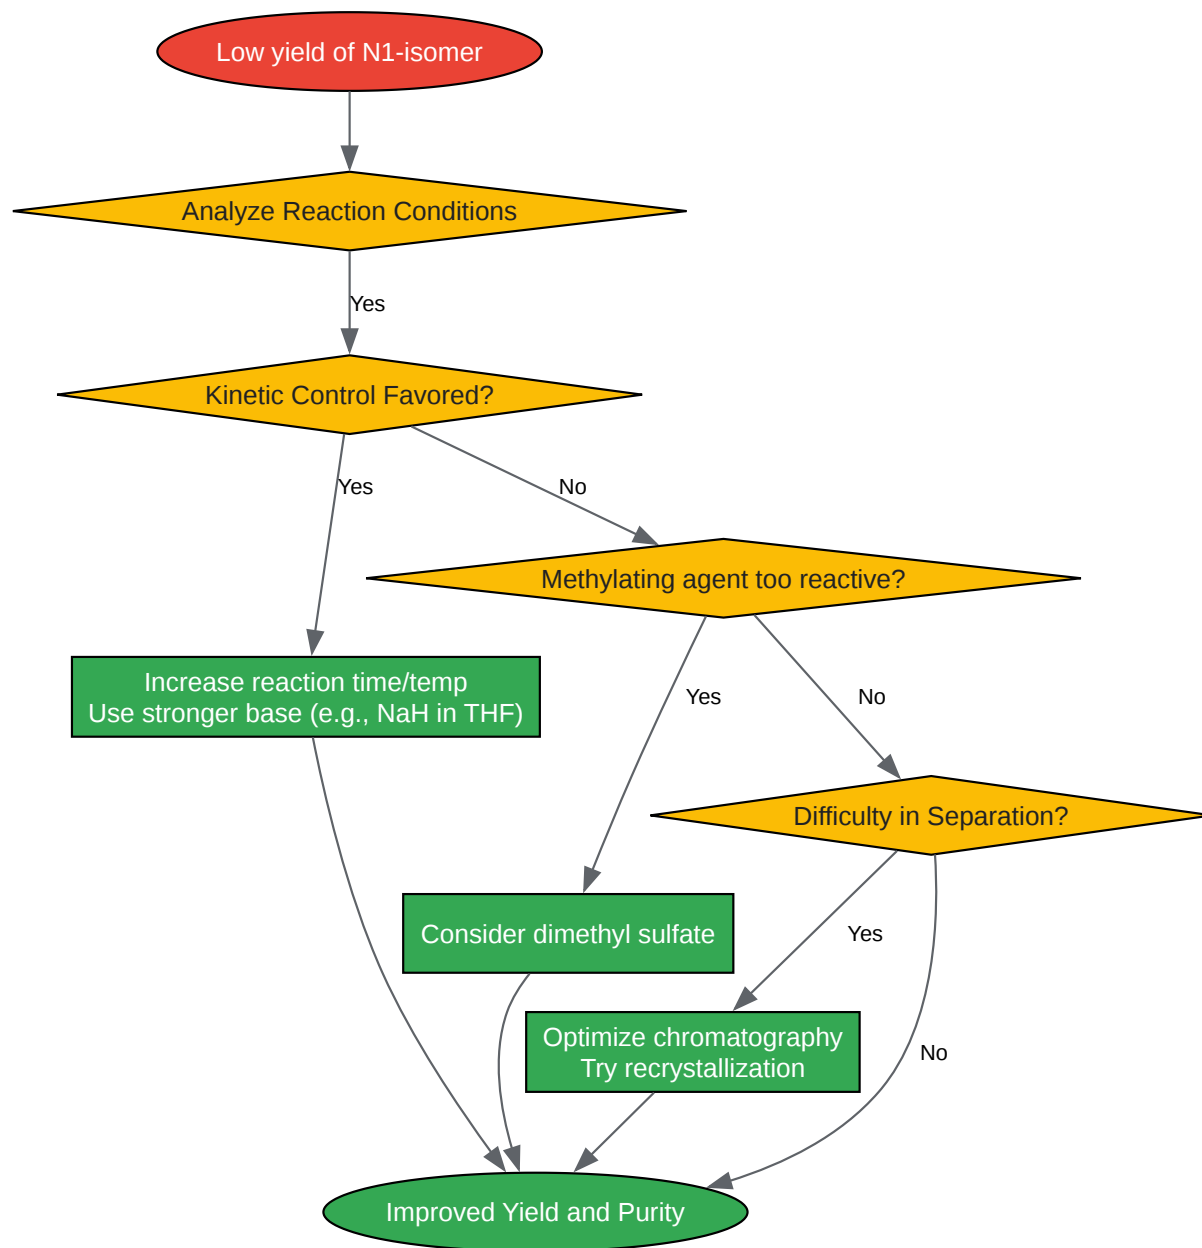 Low yield of N1-isomer
Analyze Reaction Conditions
Yes
Kinetic Control Favored?
Yes
No
Methylating agent too reactive?
Increase reaction time/temp
Use stronger base (e.g., NaH in THF)
Yes
No
Difficulty in Separation?
Consider dimethyl sulfate
Yes
Optimize chromatography
Try recrystallization
No
Improved Yield and Purity